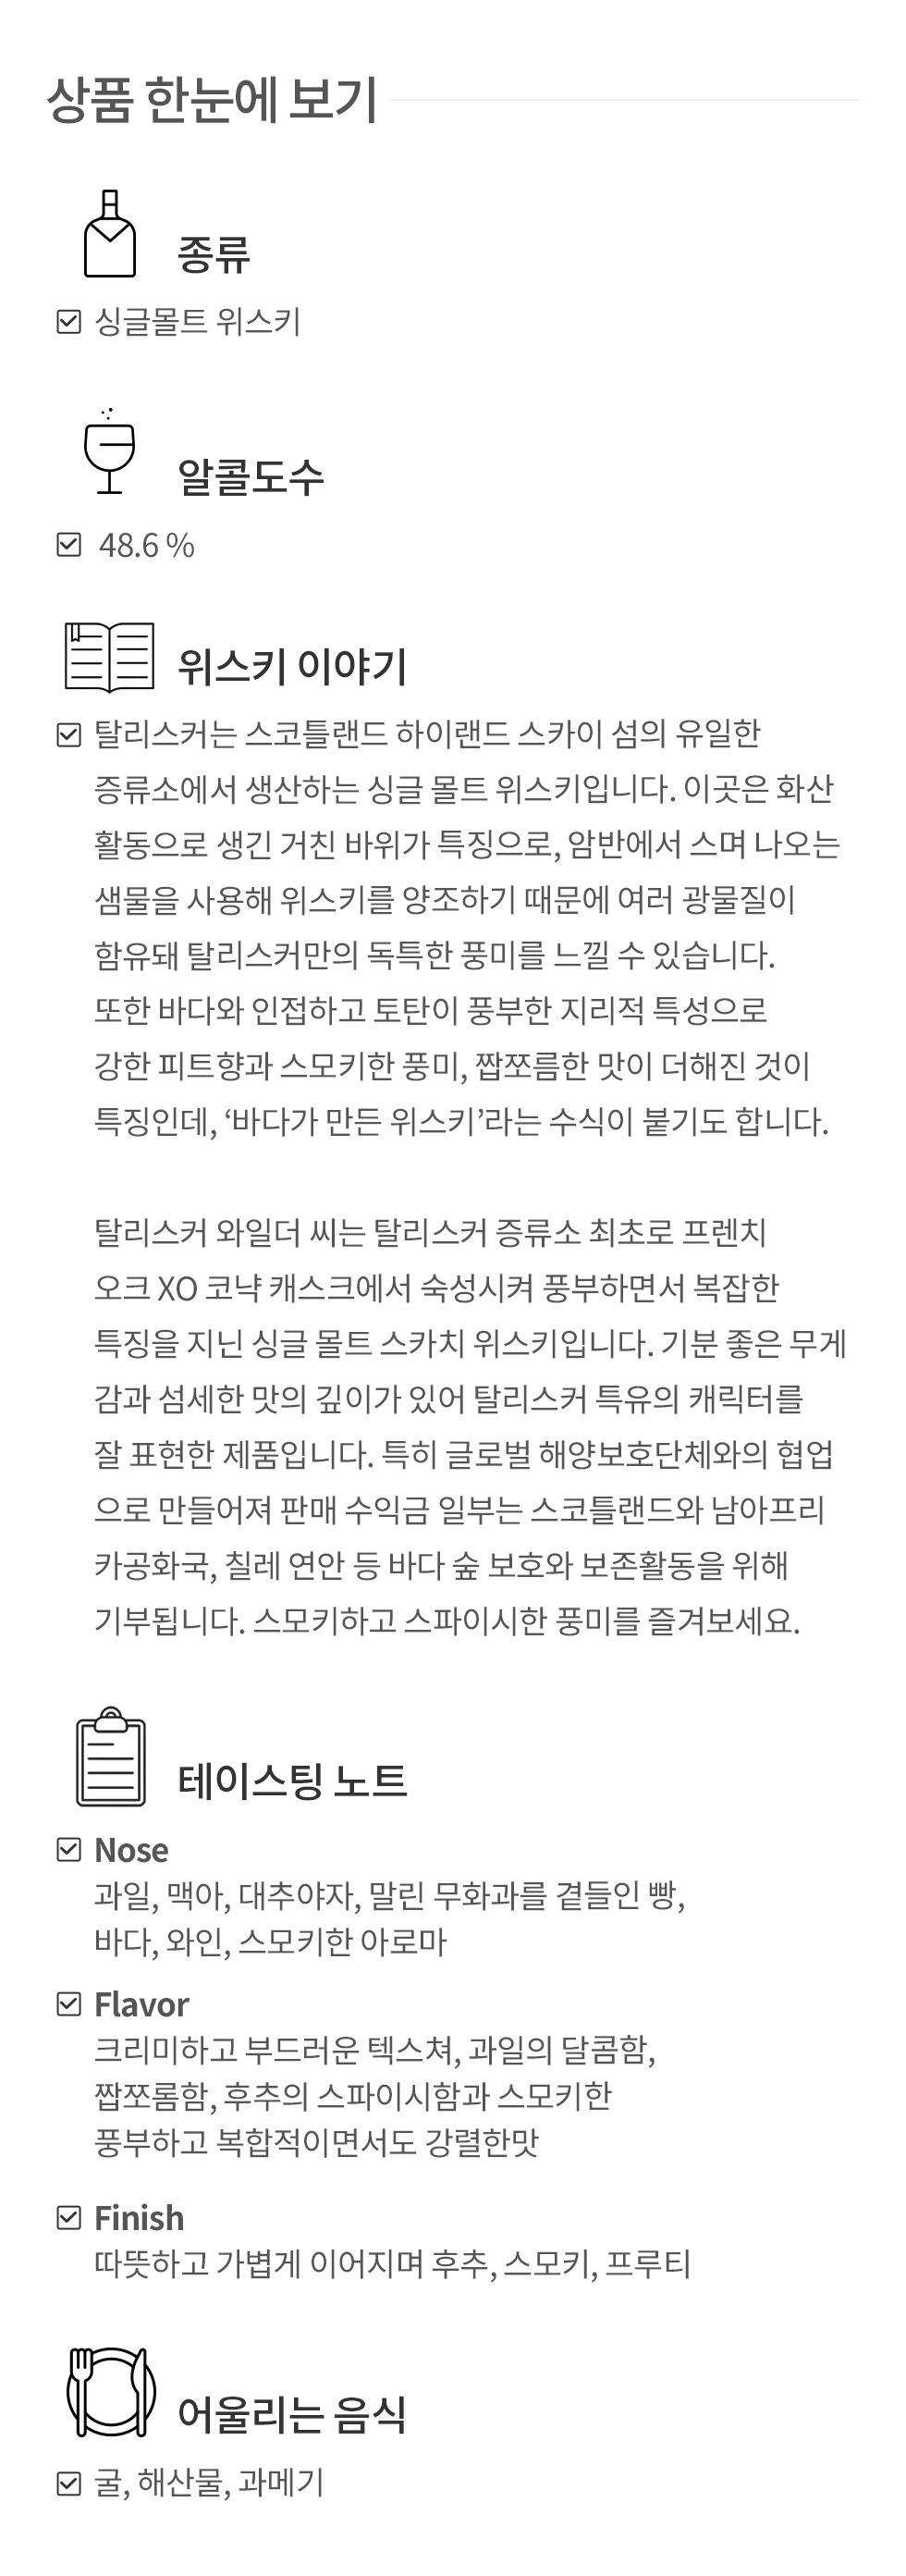 상품 한눈에 보기
종류
싱글몰트 위스키
알콜도수
48.6 %
위스키 이야기
탈리스커는 스코틀랜드 하이랜드 스카이 섬의 유일한
증류소에서 생산하는 싱글 몰트 위스키입니다. 이곳은 화산
활동으로 생긴 거친 바위가 특징으로, 암반에서 스며 나오는
샘물을 사용해 위스키를 양조하기 때문에 여러 광물질이
함유돼 탈리스커만의 독특한 풍미를 느낄 수 있습니다.
또한 바다와 인접하고 토탄이 풍부한 지리적 특성으로
강한 피트향과 스모키한 풍미, 짭쪼름한 맛이 더해진 것이
특징인데, ‘바다가 만든 위스키’라는 수식이 붙기도 합니다.
탈리스커 와일더 씨는 탈리스커 증류소 최초로 프렌치
오크 XO 코냑 캐스크에서 숙성시켜 풍부하면서 복잡한
특징을 지닌 싱글 몰트 스카치 위스키입니다. 기분 좋은 무게
감과 섬세한 맛의 깊이가 있어 탈리스커 특유의 캐릭터를
잘 표현한 제품입니다. 특히 글로벌 해양보호단체와의 협업
으로 만들어져 판매 수익금 일부는 스코틀랜드와 남아프리
카공화국, 칠레 연안 등 바다 숲 보호와 보존활동을 위해
기부됩니다. 스모키하고 스파이시한 풍미를 즐겨보세요.
테이스팅 노트
Nose
과일, 맥아, 대추야자, 말린 무화과를 곁들인 빵,
바다, 와인, 스모키한 아로마
Flavor
크리미하고 부드러운 텍스쳐, 과일의 달콤함,
짭쪼롬함, 후추의 스파이시함과 스모키한
풍부하고 복합적이면서도 강렬한맛
Finish
따뜻하고 가볍게 이어지며 후추, 스모키, 프루티
어울리는 음식
굴, 해산물, 과메기